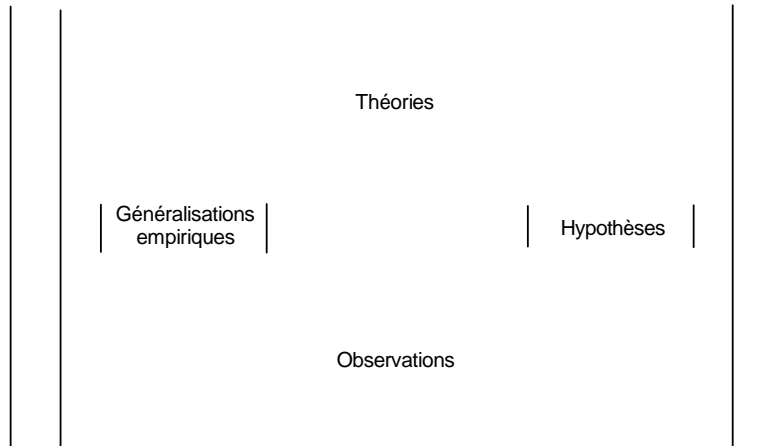 Théories
Généralisations
empiriques
Hypothèses
Observations